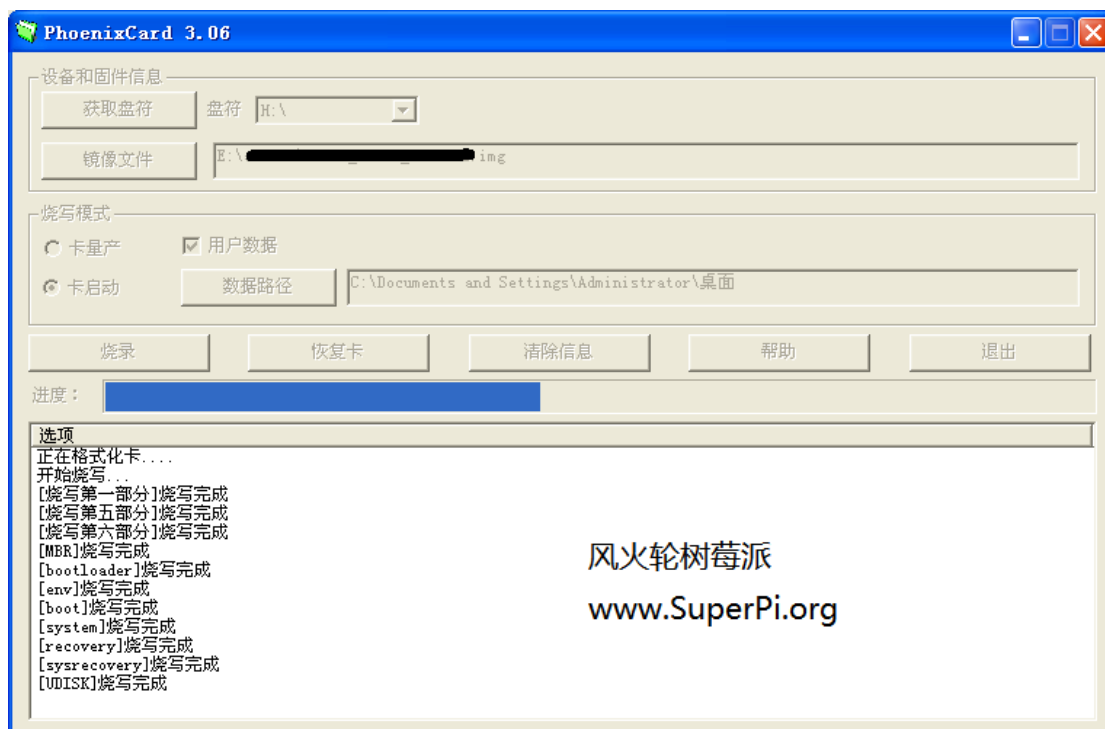 PhoenixCard 3.06
设备和固件信息
获取盘符 盘符 H:\
镜像文件 E:\ img
烧写模式
卡量产 用户数据
卡启动 数据路径 C:\Documents and Settings\Administrator\桌面
烧录 恢复卡 清除信息 帮助 退出
进度：
选项
正在格式化卡....
开始烧写...
[烧写第一部分]烧写完成
[烧写第五部分]烧写完成
[烧写第六部分]烧写完成
[MBR]烧写完成
[bootloader]烧写完成
[env]烧写完成
[boot]烧写完成
[system]烧写完成
[recovery]烧写完成
[sysrecovery]烧写完成
[UDISK]烧写完成
风火轮树莓派
www.SuperPi.org